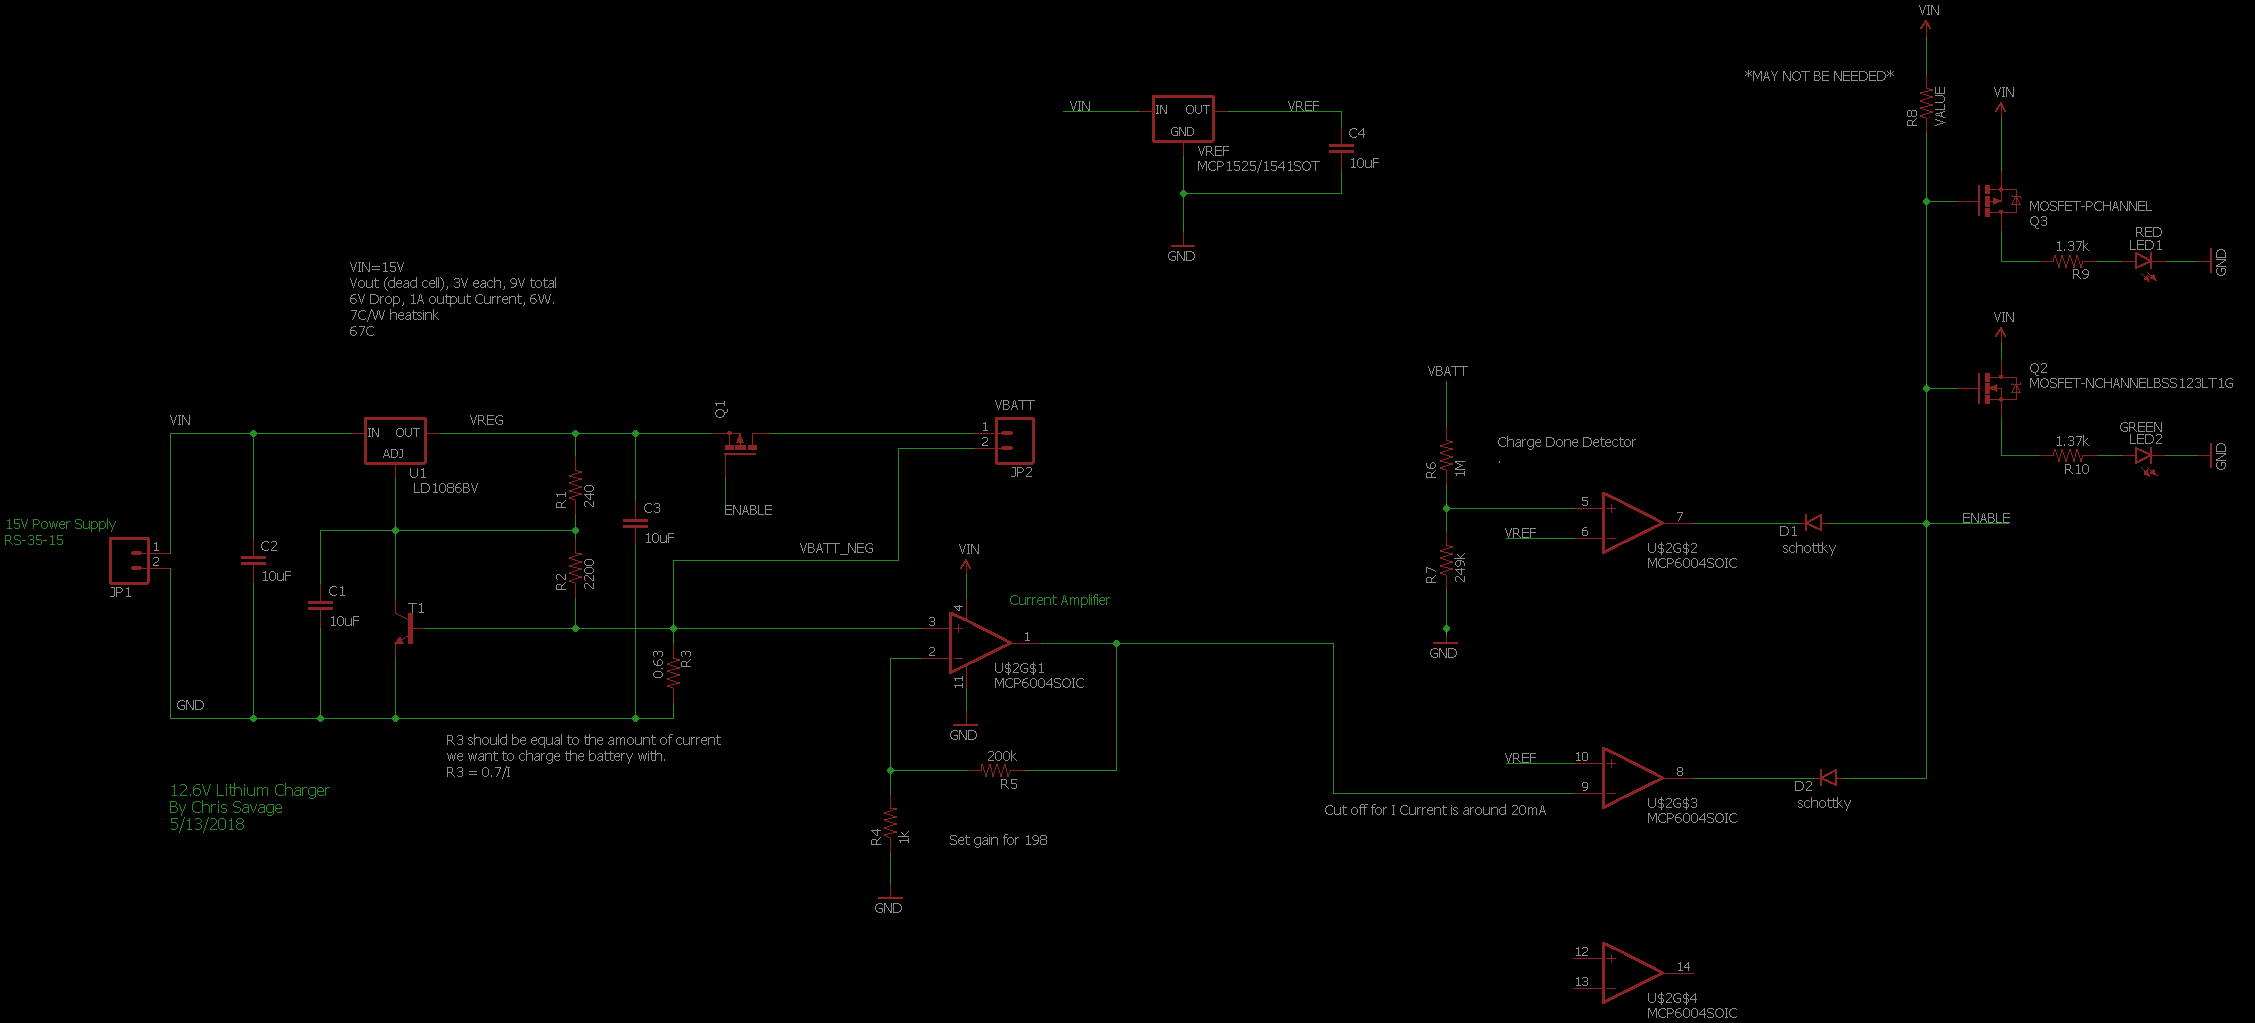 VIN
*MAY NOT BE NEEDED*
R8
VALUE
VIN
MOSFET-PCHANNEL
Q3
RED
LED1
1.37k
R9
GND
VIN
Q2
MOSFET-NCHANNELBSS123LT1G
GREEN
LED2
1.37k
R10
GND
VIN
IN OUT
GND
VREF
VREF
MCP1525/1541SOT
C4
10uF
GND
VIN=15V
Vout (dead cell), 3V each, 9V total
6V Drop, 1A output Current, 6W.
7C/W heatsink
67C
VIN
IN OUT
ADJ
U1
LD1086BV
VREG
Q1
ENABLE
VBATT
1
2
JP2
15V Power Supply
RS-35-15
1
2
JP1
C2
10uF
C1
10uF
T1
R1
240
R2
2200
C3
10uF
VBATT_NEG
R3
0.63
GND
R3 should be equal to the amount of current
we want to charge the battery with.
R3 = 0.7/I
12.6V Lithium Charger
By Chris Savage
5/13/2018
VIN
Current Amplifier
3
2
4
11
1
+
-
U$2G$1
MCP6004SOIC
GND
200k
R5
R4
1k
Set gain for 198
GND
VBATT
R6
1M
R7
249k
GND
Charge Done Detector
.
5
VREF
6
+
-
7
U$2G$2
MCP6004SOIC
D1
schottky
ENABLE
VREF
10
9
+
-
8
U$2G$3
MCP6004SOIC
D2
schottky
Cut off for I Current is around 20mA
12
13
+
-
14
U$2G$4
MCP6004SOIC